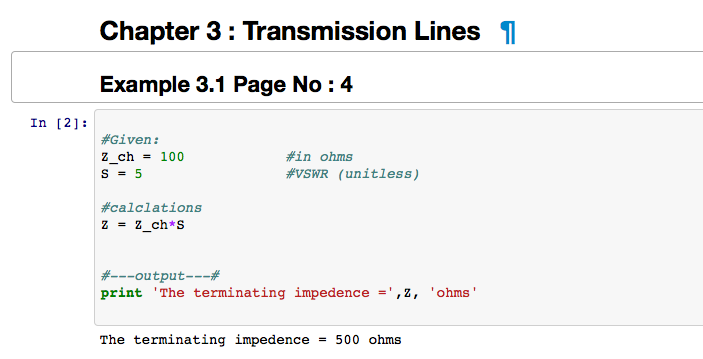 Chapter 3 : Transmission Lines ¶
Example 3.1 Page No : 4
In [2]:
#Given:
Z_ch = 100 #in ohms
S = 5 #VSWR (unitless)
#calclations
Z = Z_ch*S
#---output---#
print 'The terminating impedence =',Z, 'ohms'
The terminating impedence = 500 ohms